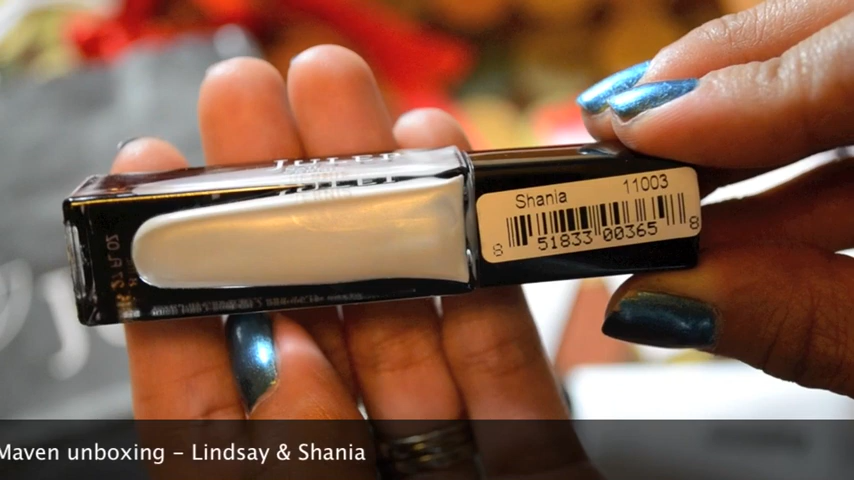 JULEP
Shania 11003
8 51833 00365 8
Maven unboxing - Lindsay & Shania